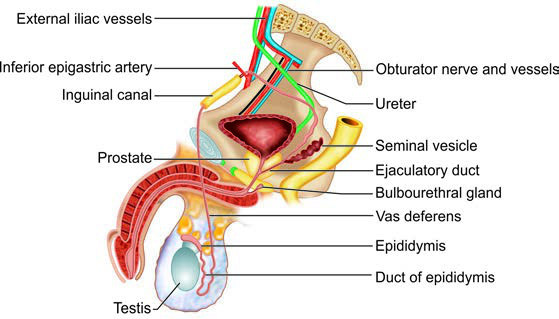 External iliac vessels
Inferior epigastric artery
Inguinal canal
Prostate
Testis
Obturator nerve and vessels
Ureter
Seminal vesicle
Ejaculatory duct
Bulbourethral gland
Vas deferens
Epididymis
Duct of epididymis